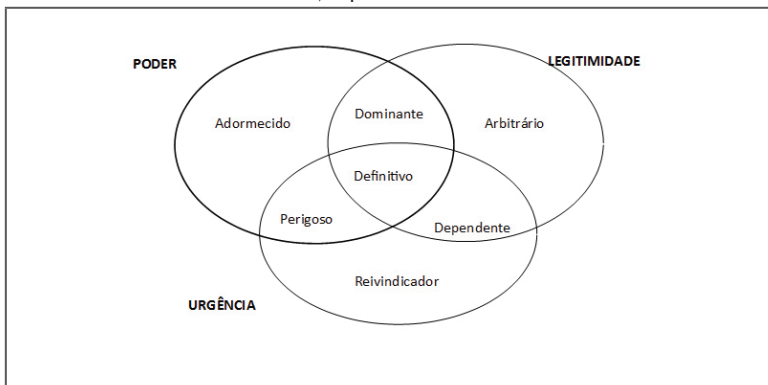 PODER
LEGITIMIDADE
Adormecido
Dominante
Arbitrário
Definitivo
Perigoso
Dependente
Reivindicador
URGÊNCIA